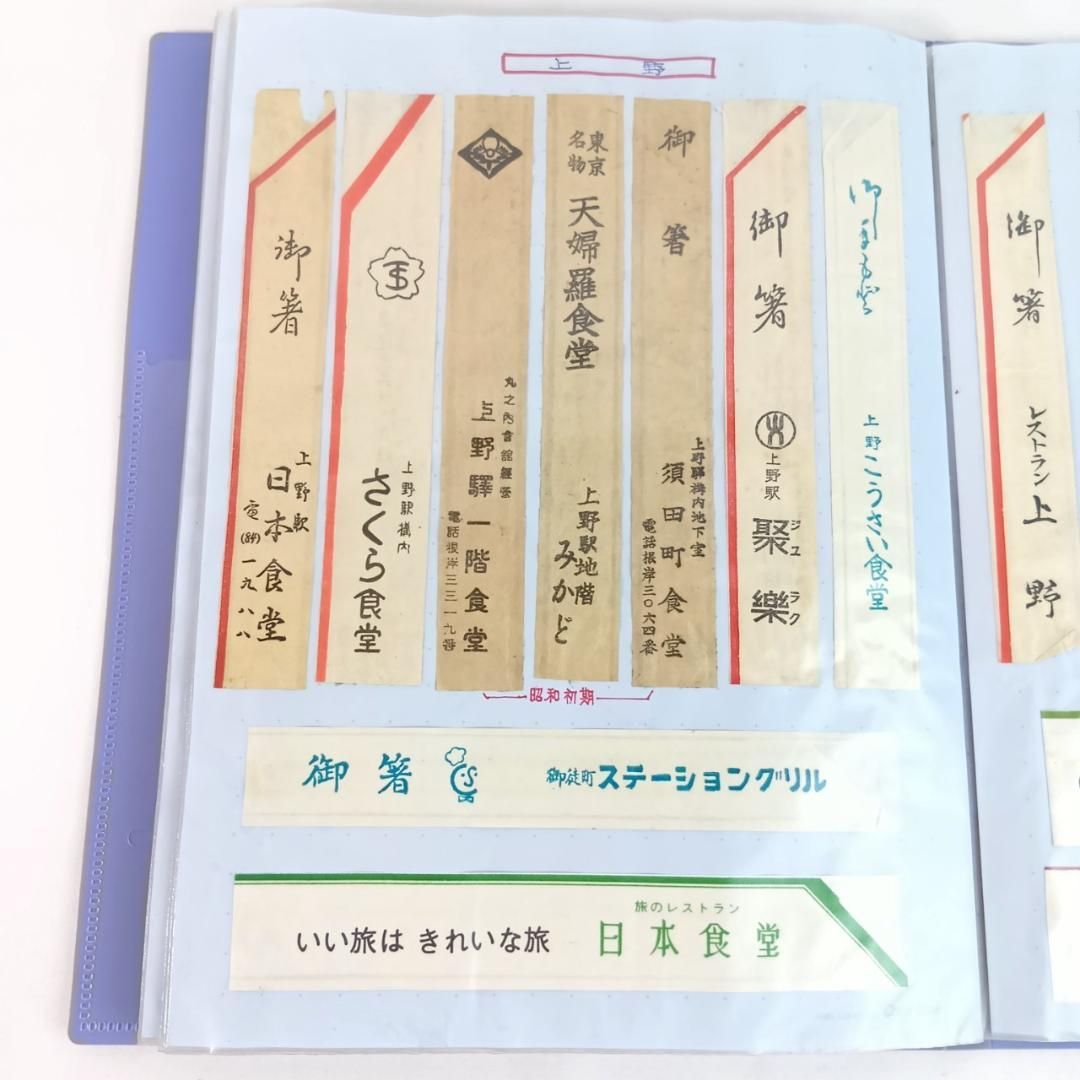 上野
御箸
上野駅
日本食堂
電(84)一九八八
上野駅構内
さくら食堂
丸之内會舘經營
上野驛一階食堂
電話根岸三三一九番
東京
名物
天婦羅食堂
上野駅地階
みかど
御箸
上野驛構内地下室
須田町食堂
電話根岸三〇六四番
御箸
上野駅
聚樂
ジュラク
御手もと
上野こうさい食堂
昭和初期
御箸
御徒町ステーショングリル
旅のレストラン
いい旅は きれいな旅
日本食堂
御箸
レストラン上野